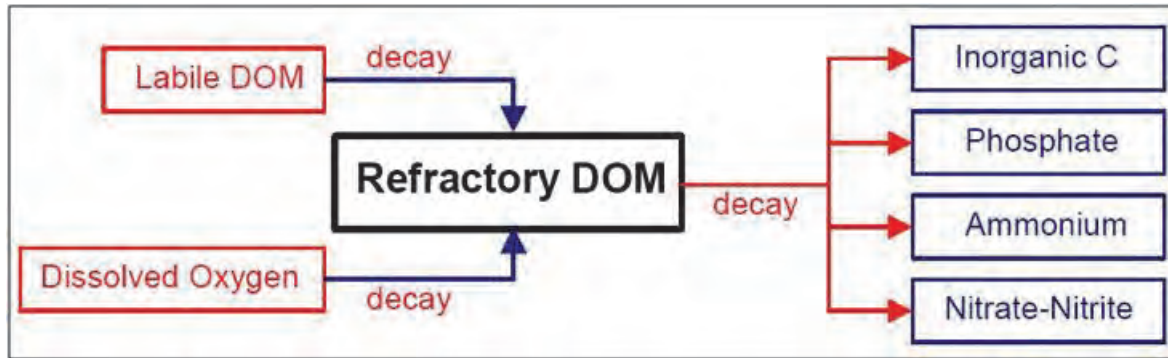 Labile DOM
decay
Refractory DOM
Dissolved Oxygen
decay
decay
Inorganic C
Phosphate
Ammonium
Nitrate-Nitrite